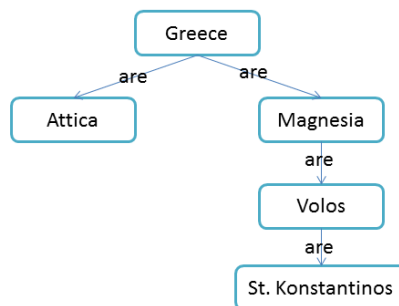 Greece
are
are
Attica
Magnesia
are
Volos
are
St. Konstantinos